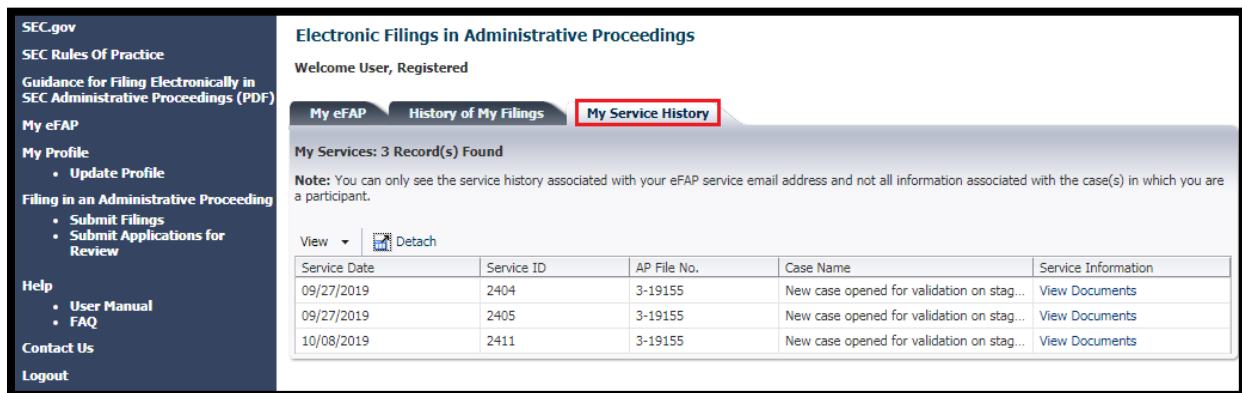 SEC.gov
SEC Rules Of Practice
Guidance for Filing Electronically in
SEC Administrative Proceedings (PDF)
My eFAP
My Profile
• Update Profile
Filing in an Administrative Proceeding
• Submit Filings
• Submit Applications for
Review
Help
• User Manual
• FAQ
Contact Us
Logout
Electronic Filings in Administrative Proceedings
Welcome User, Registered
My eFAP History of My Filings My Service History
My Services: 3 Record(s) Found
Note: You can only see the service history associated with your eFAP service email address and not all information associated with the case(s) in which you are
a participant.
View Detach
Service Date Service ID AP File No. Case Name Service Information
09/27/2019 2404 3-19155 New case opened for validation on stag... View Documents
09/27/2019 2405 3-19155 New case opened for validation on stag... View Documents
10/08/2019 2411 3-19155 New case opened for validation on stag... View Documents